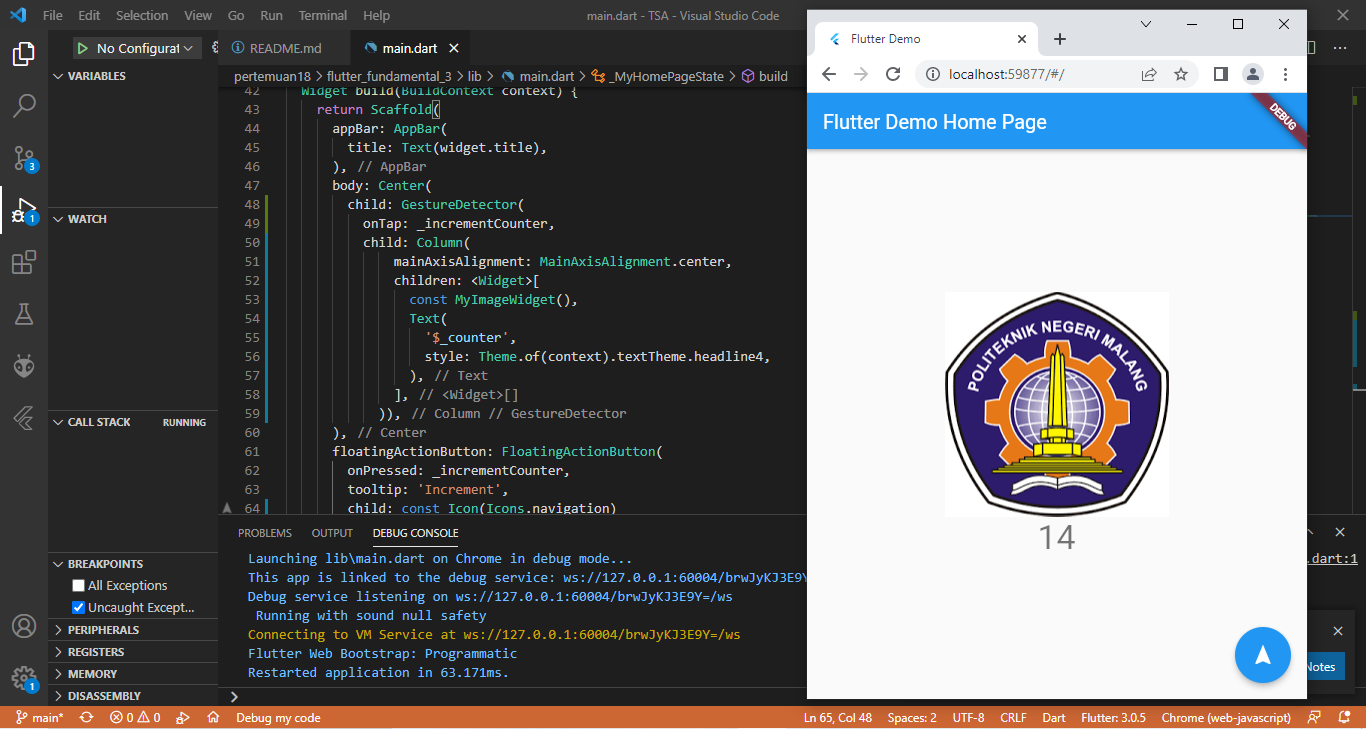 File Edit Selection View Go Run Terminal Help
main.dart - TSA - Visual Studio Code
No Configurat
README.md
main.dart
pertemuan18 > flutter_fundamental_3 > lib > main.dart > _MyHomePageState > build
VARIABLES
WATCH
CALL STACK RUNNING
BREAKPOINTS
All Exceptions
Uncaught Except...
PERIPHERALS
REGISTERS
MEMORY
DISASSEMBLY
3
1
1
42 Widget build(BuildContext context) {
43 return Scaffold(
44 appBar: AppBar(
45 title: Text(widget.title),
46 ), // AppBar
47 body: Center(
48 child: GestureDetector(
49 onTap: _incrementCounter,
50 child: Column(
51 mainAxisAlignment: MainAxisAlignment.center,
52 children: <Widget>[
53 const MyImageWidget(),
54 Text(
55 '$_counter',
56 style: Theme.of(context).textTheme.headline4,
57 ), // Text
58 ], // <Widget>[]
59 )), // Column // GestureDetector
60 ), // Center
61 floatingActionButton: FloatingActionButton(
62 onPressed: _incrementCounter,
63 tooltip: 'Increment',
64 child: const Icon(Icons.navigation)
PROBLEMS OUTPUT DEBUG CONSOLE
Launching lib\main.dart on Chrome in debug mode...
This app is linked to the debug service: ws://127.0.0.1:60004/brwJyKJ3E9Y
Debug service listening on ws://127.0.0.1:60004/brwJyKJ3E9Y=/ws
Running with sound null safety
Connecting to VM Service at ws://127.0.0.1:60004/brwJyKJ3E9Y=/ws
Flutter Web Bootstrap: Programmatic
Restarted application in 63.171ms.
.dart:1
Notes
Flutter Demo
localhost:59877/#/
Flutter Demo Home Page
DEBUG
POLITEKNIK NEGERI MALANG
14
main* 0 0 Debug my code
Ln 65, Col 48 Spaces: 2 UTF-8 CRLF Dart Flutter: 3.0.5 Chrome (web-javascript)